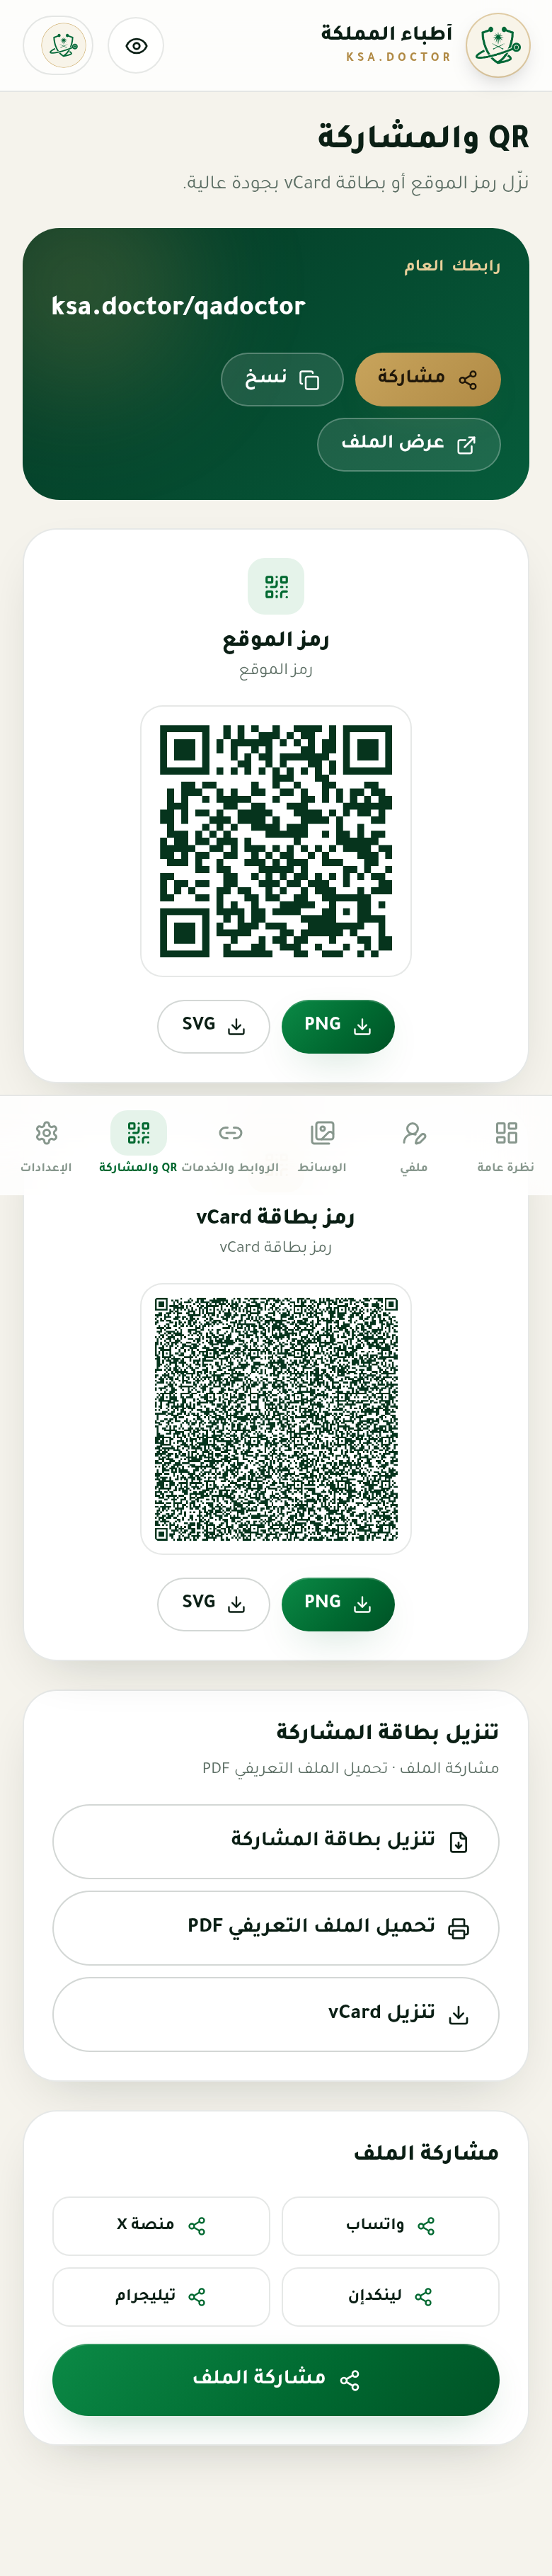 أطباء المملكة
KSA.DOCTOR
QR والمشاركة
نزّل رمز الموقع أو بطاقة vCard بجودة عالية.
رابطك العام
ksa.doctor/qadoctor
مشاركة
نسخ
عرض الملف
رمز الموقع
رمز الموقع
PNG
SVG
نظرة عامة
ملفي
الوسائط
الروابط والخدمات
QR والمشاركة
الإعدادات
رمز بطاقة vCard
رمز بطاقة vCard
PNG
SVG
تنزيل بطاقة المشاركة
مشاركة الملف · تحميل الملف التعريفي PDF
تنزيل بطاقة المشاركة
تحميل الملف التعريفي PDF
تنزيل vCard
مشاركة الملف
واتساب
منصة X
لينكدإن
تيليجرام
مشاركة الملف